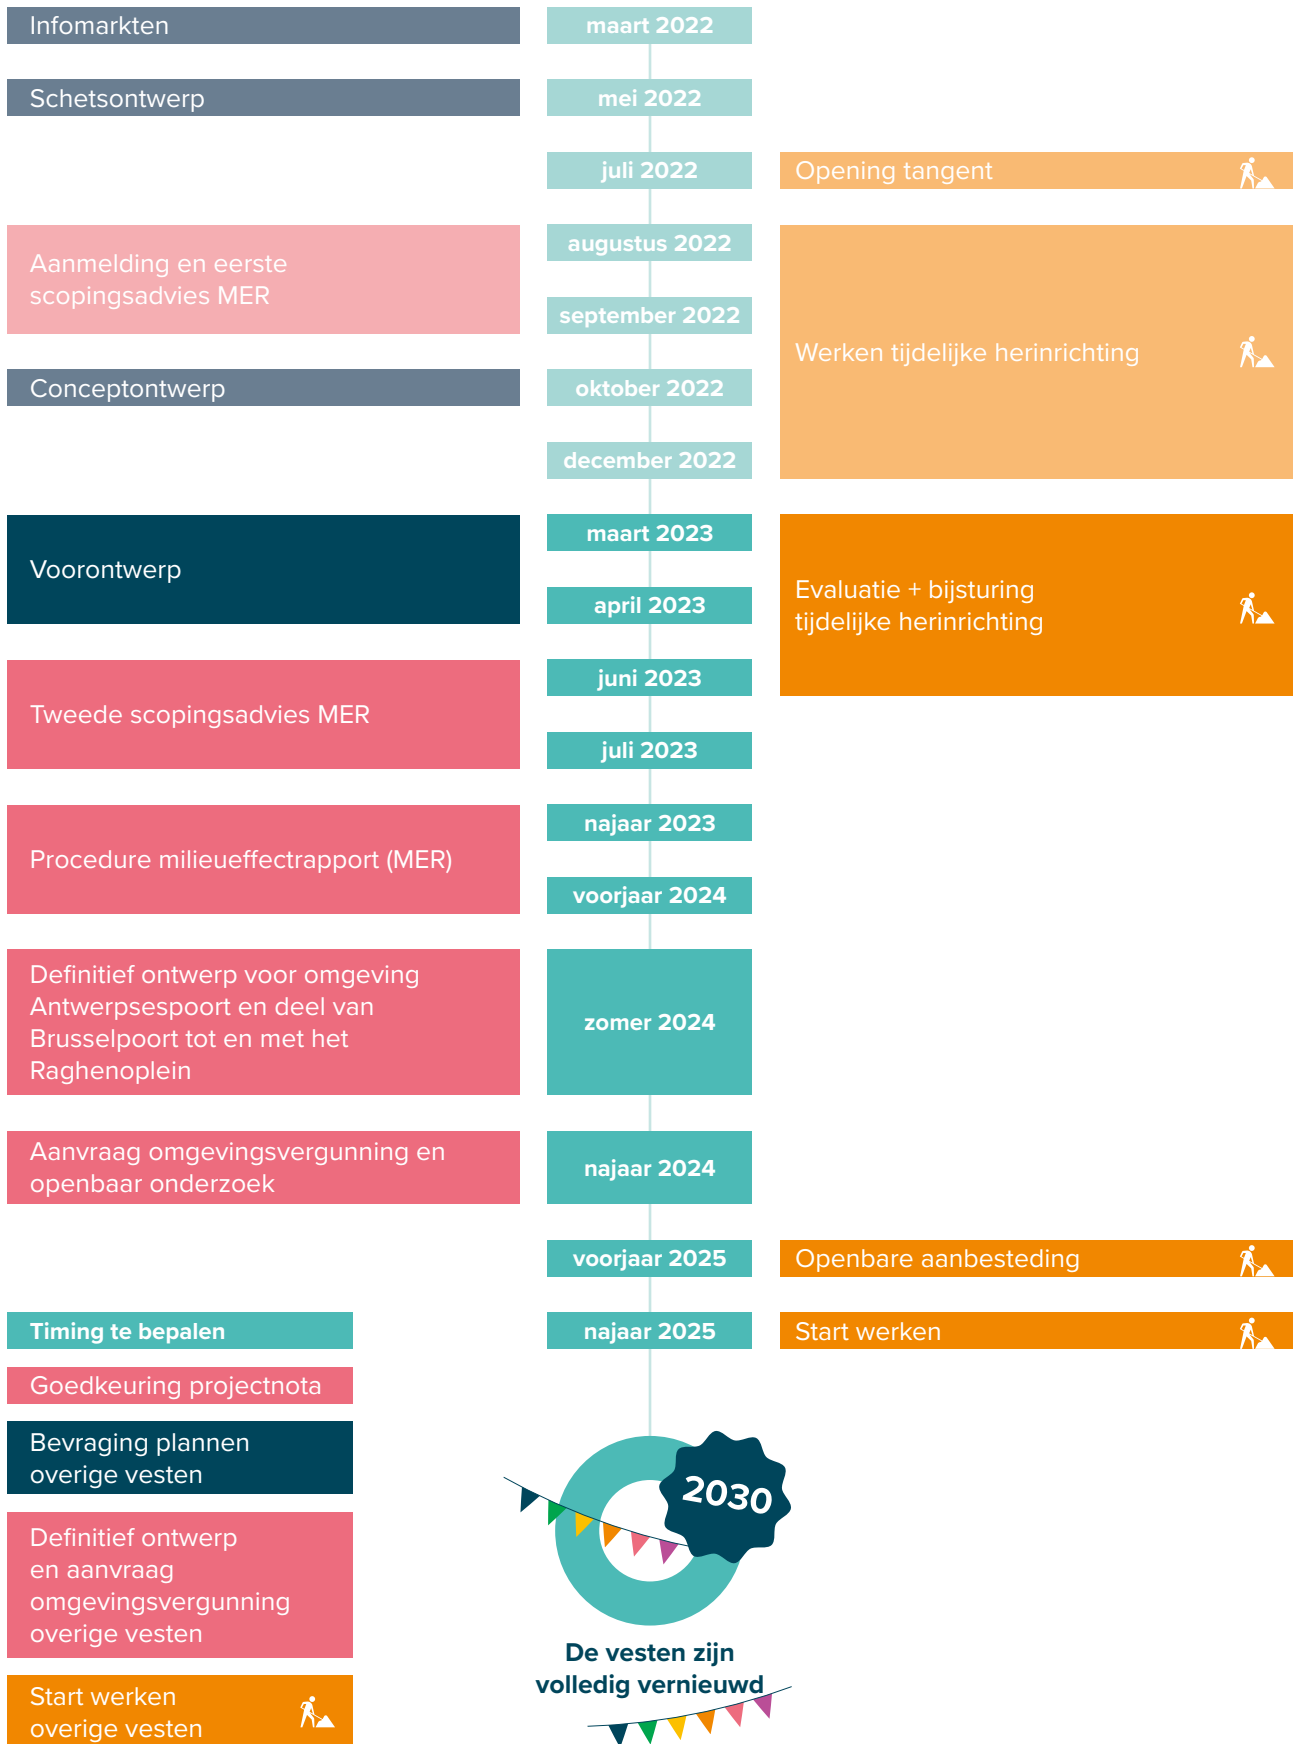 Infomarkten
maart 2022
Schetsontwerp
mei 2022
juli 2022
Opening tangent
Aanmelding en eerste
scopingsadvies MER
augustus 2022
september 2022
Werken tijdelijke herinrichting
Conceptontwerp
oktober 2022
december 2022
Voorontwerp
maart 2023
april 2023
Evaluatie + bijsturing
tijdelijke herinrichting
Tweede scopingsadvies MER
juni 2023
juli 2023
Procedure milieueffectrapport (MER)
najaar 2023
voorjaar 2024
Definitief ontwerp voor omgeving
Antwerpsespoort en deel van
Brusselpoort tot en met het
Raghenoplein
zomer 2024
Aanvraag omgevingsvergunning en
openbaar onderzoek
najaar 2024
voorjaar 2025
Openbare aanbesteding
najaar 2025
Start werken
Timing te bepalen
Goedkeuring projectnota
Bevraging plannen
overige vesten
Definitief ontwerp
en aanvraag
omgevingsvergunning
overige vesten
Start werken
overige vesten
2030
De vesten zijn
volledig vernieuwd